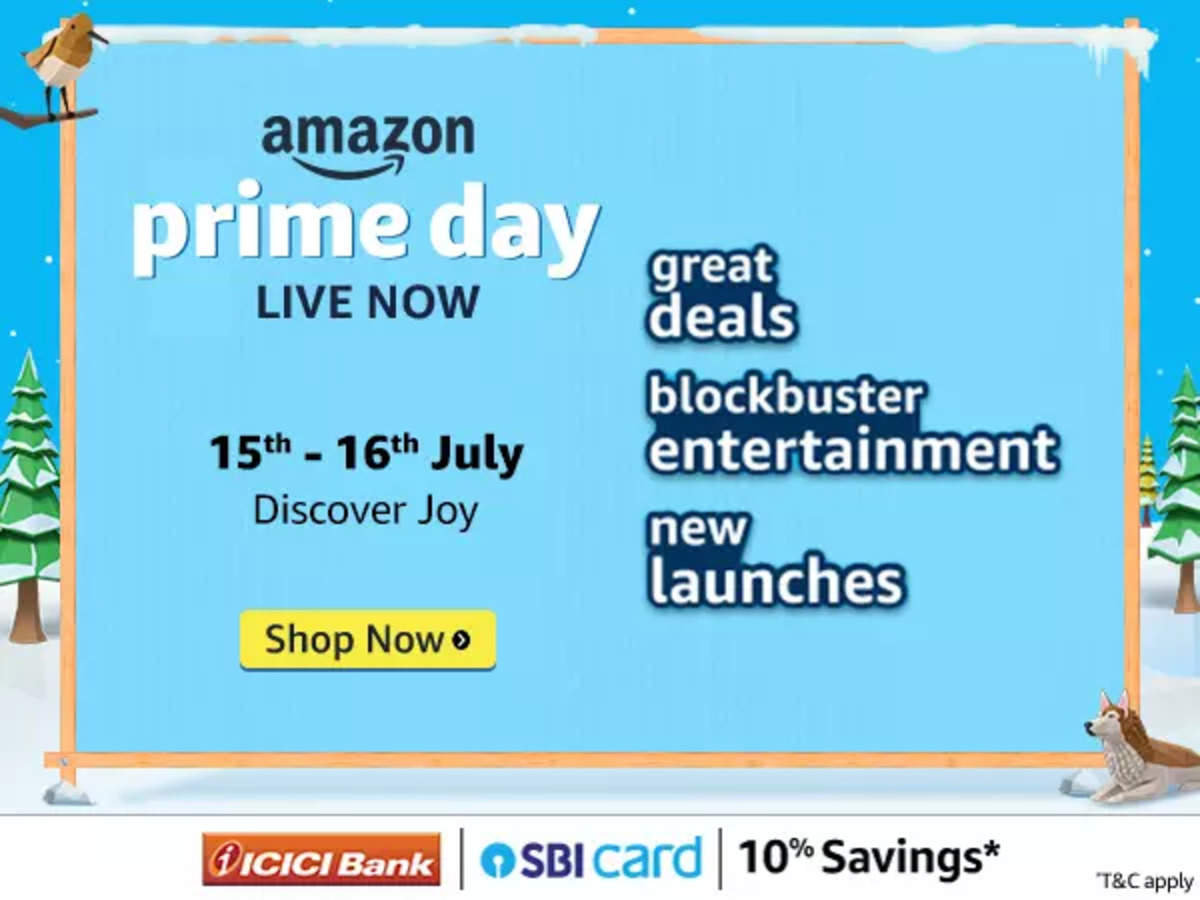 amazon
prime day
LIVE NOW
15th - 16th July
Discover Joy
Shop Now
great
deals
blockbuster
entertainment
new
launches
ICICI Bank
SBI card
10% Savings*
*T&C apply